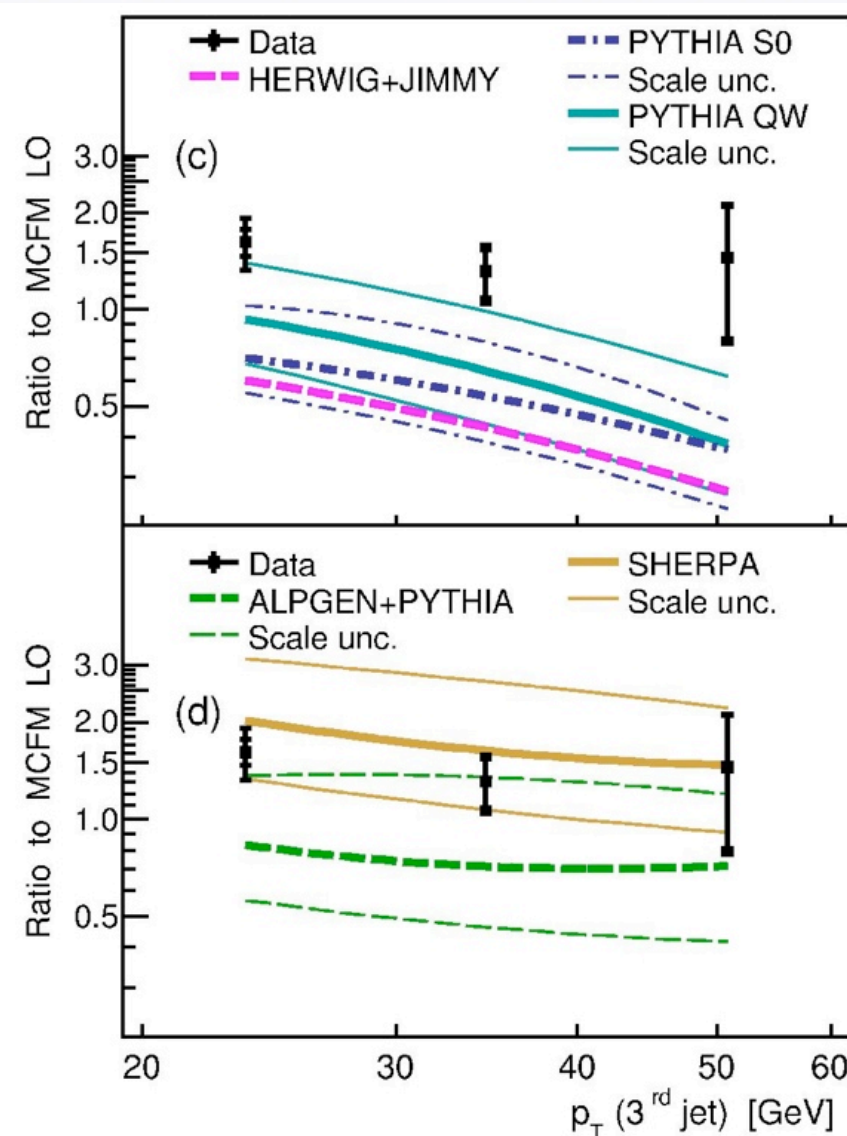 Data
HERWIG+JIMMY
PYTHIA S0
Scale unc.
PYTHIA QW
Scale unc.
(c)
Ratio to MCFM LO
3.0
2.0
1.5
1.0
0.5
Data
ALPGEN+PYTHIA
Scale unc.
SHERPA
Scale unc.
(d)
Ratio to MCFM LO
3.0
2.0
1.5
1.0
0.5
20 30 40 50 60
p_T (3^rd jet) [GeV]